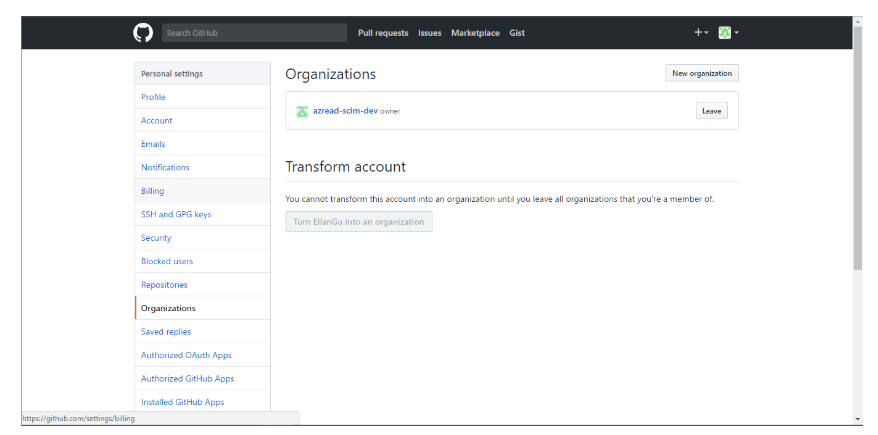 Search GitHub
Pull requests Issues Marketplace Gist
Personal settings
Profile
Account
Emails
Notifications
Billing
SSH and GPG keys
Security
Blocked users
Repositories
Organizations
Saved replies
Authorized OAuth Apps
Authorized GitHub Apps
Installed GitHub Apps
Organizations
New organization
azread-scim-dev owner
Leave
Transform account
You cannot transform this account into an organization until you leave all organizations that you're a member of.
Turn EllanGu into an organization
https://github.com/settings/billing